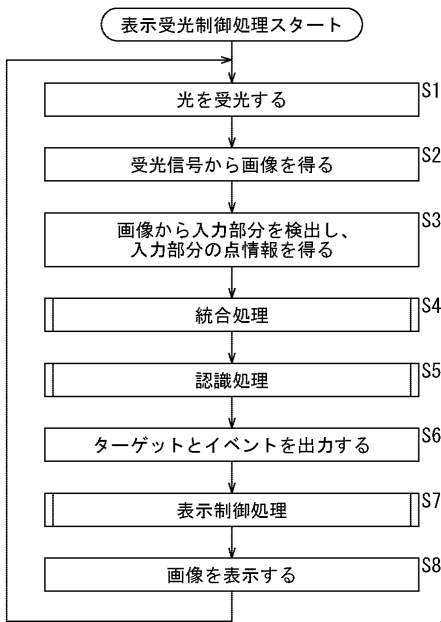 表示受光制御処理スタート
光を受光する
S1
受光信号から画像を得る
S2
画像から入力部分を検出し、
入力部分の点情報を得る
S3
統合処理
S4
認識処理
S5
ターゲットとイベントを出力する
S6
表示制御処理
S7
画像を表示する
S8